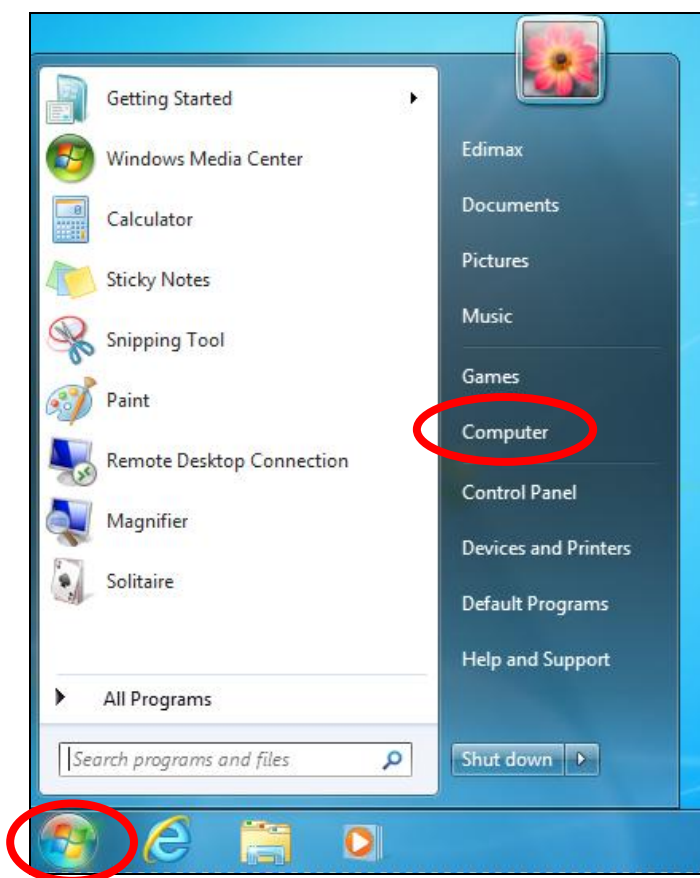 Getting Started
Windows Media Center
Calculator
Sticky Notes
Snipping Tool
Paint
Remote Desktop Connection
Magnifier
Solitaire
All Programs
Search programs and files
Edimax
Documents
Pictures
Music
Games
Computer
Control Panel
Devices and Printers
Default Programs
Help and Support
Shut down